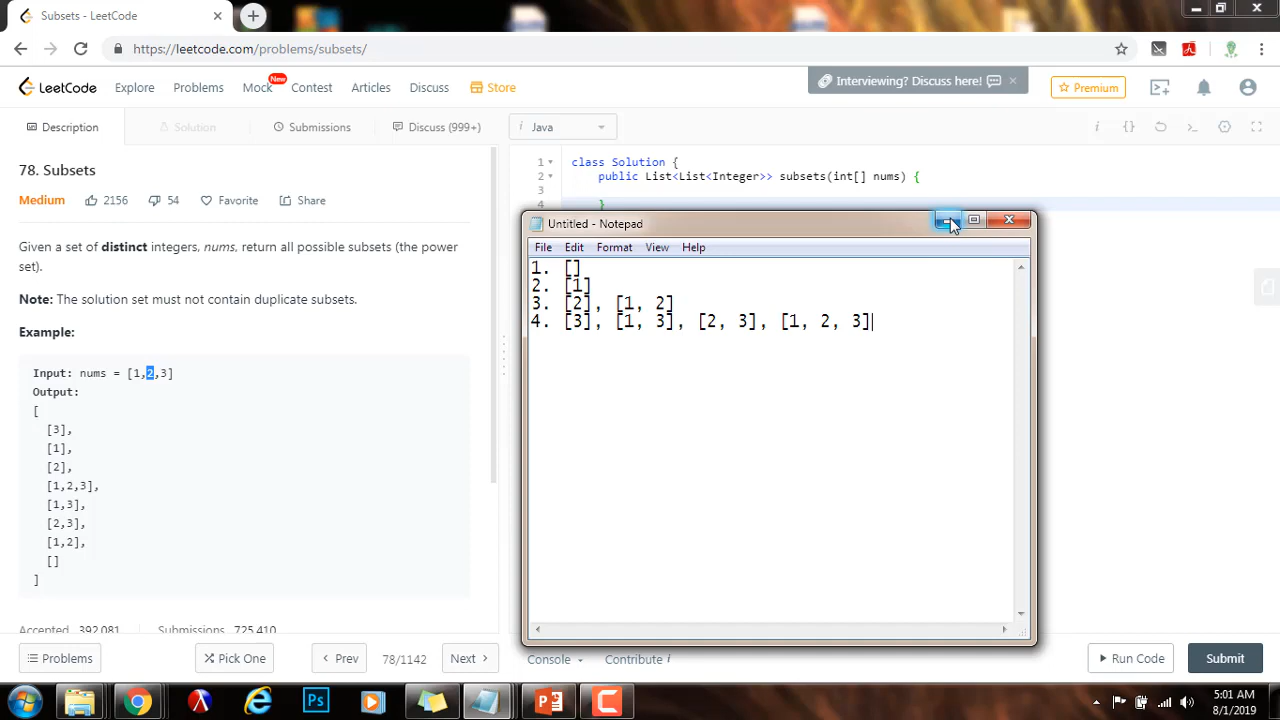 Subsets - LeetCode
https://leetcode.com/problems/subsets/
LeetCode
Explore
Problems
Mock
New
Contest
Articles
Discuss
Store
Interviewing? Discuss here!
Premium
Description
Solution
Submissions
Discuss (999+)
Java
78. Subsets
Medium
2156
54
Favorite
Share
Given a set of distinct integers, nums, return all possible subsets (the power
set).
Note: The solution set must not contain duplicate subsets.
Example:
Input: nums = [1,2,3]
Output:
[
[3],
[1],
[2],
[1,2,3],
[1,3],
[2,3],
[1,2],
[]
]
Accepted 392,081 Submissions 725,410
Problems
Pick One
Prev
78/1142
Next
1 class Solution {
2 public List<List<Integer>> subsets(int[] nums) {
3
4 }
Untitled - Notepad
File Edit Format View Help
1. []
2. [1]
3. [2], [1, 2]
4. [3], [1, 3], [2, 3], [1, 2, 3]
Console
Contribute i
Run Code
Submit
Ps
5:01 AM
8/1/2019